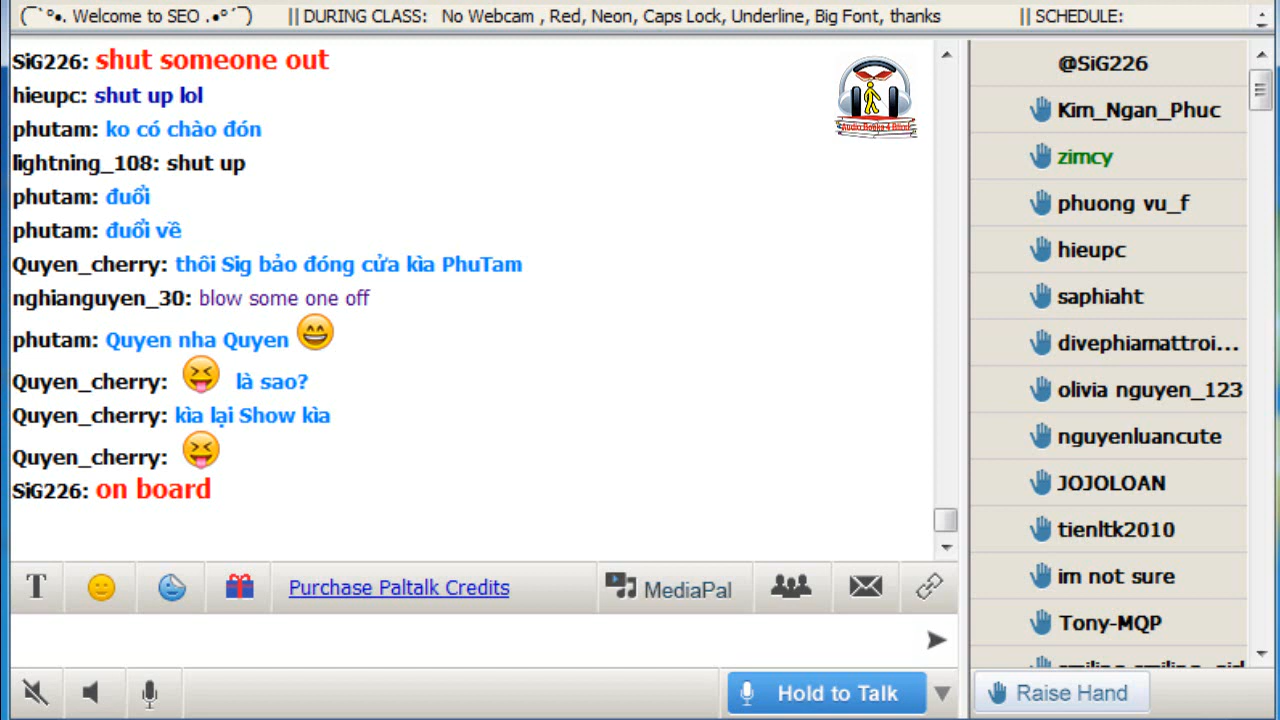 (¯`°•. Welcome to SEO .•°´¯) || DURING CLASS: No Webcam , Red, Neon, Caps Lock, Underline, Big Font, thanks || SCHEDULE:
SiG226: shut someone out
hieupc: shut up lol
phutam: ko có chào đón
lightning_108: shut up
phutam: đuổi
phutam: đuổi về
Quyen_cherry: thôi Sig bảo đóng cửa kìa PhuTam
nghianguyen_30: blow some one off
phutam: Quyen nha Quyen
Quyen_cherry: là sao?
Quyen_cherry: kìa lại Show kìa
Quyen_cherry:
SiG226: on board
Audio Books 4 Blind
@SiG226
Kim_Ngan_Phuc
zimcy
phuong vu_f
hieupc
saphiaht
divephiamattroi...
olivia nguyen_123
nguyenluancute
JOJOLOAN
tienltk2010
im not sure
Tony-MQP
T Purchase Paltalk Credits MediaPal
Hold to Talk
Raise Hand